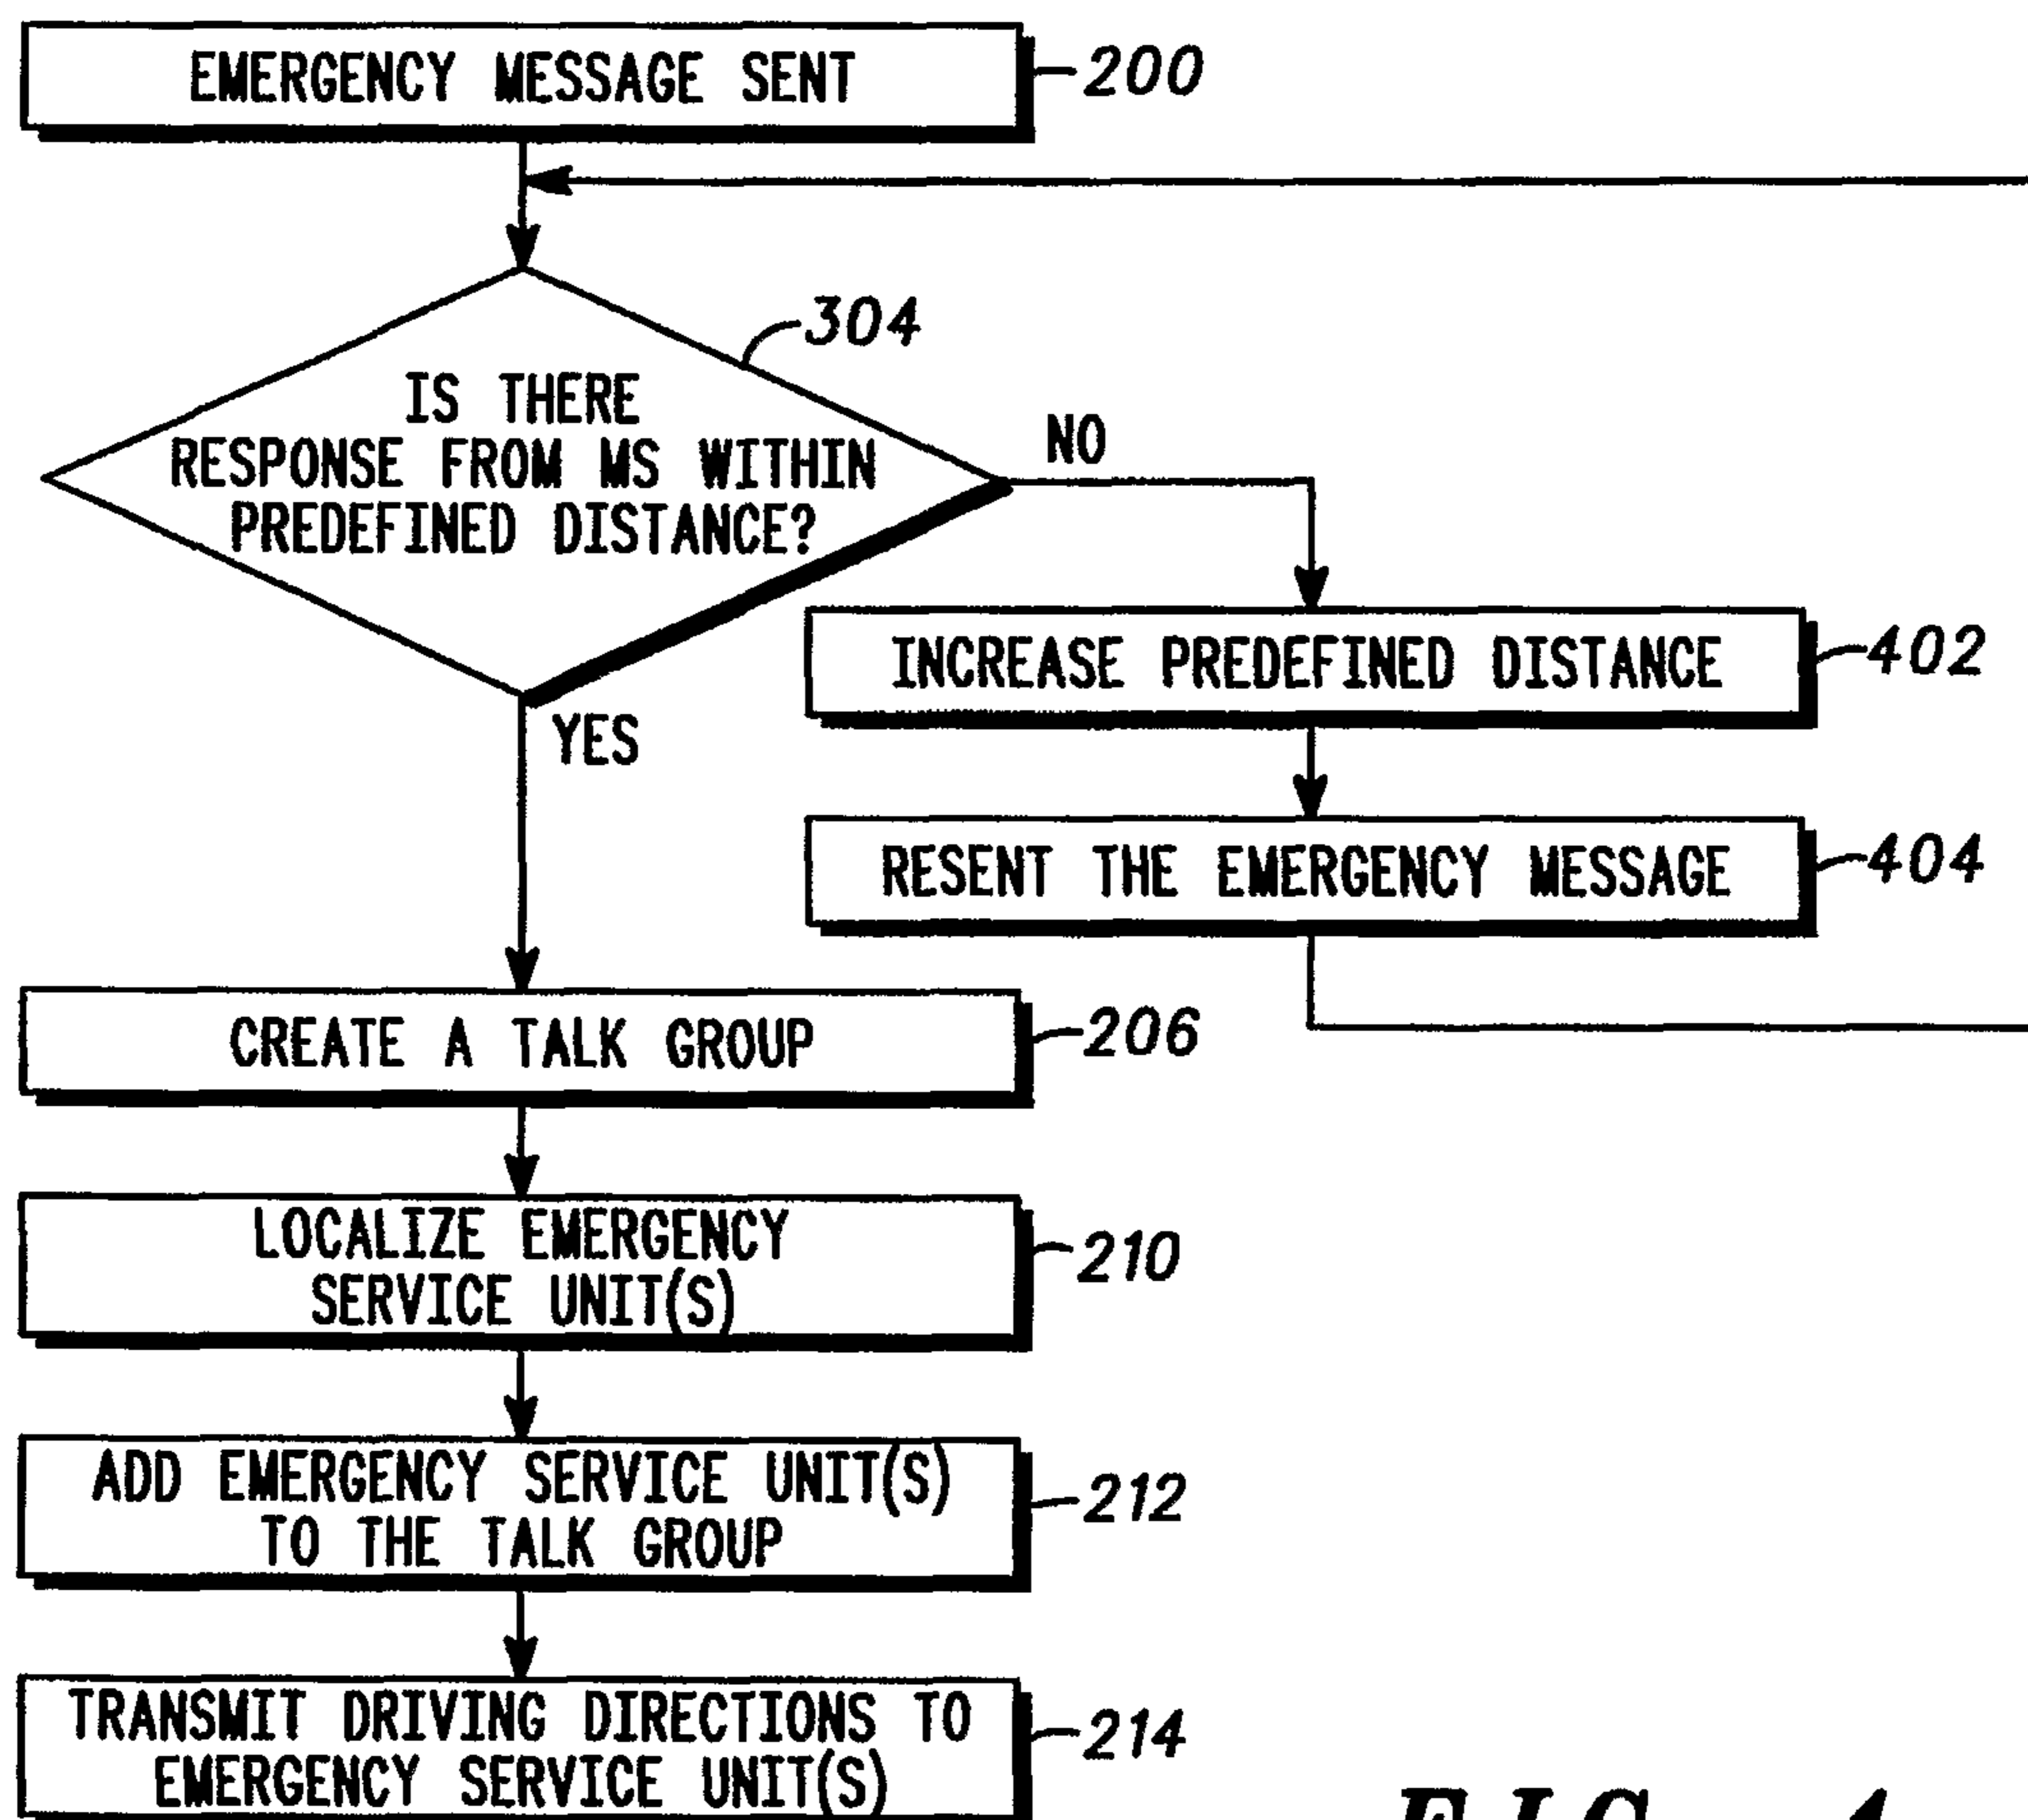 EMERGENCY MESSAGE SENT
200
304
IS THERE
RESPONSE FROM MS WITHIN
PREDEFINED DISTANCE?
NO
YES
INCREASE PREDEFINED DISTANCE
402
RESENT THE EMERGENCY MESSAGE
404
CREATE A TALK GROUP
206
LOCALIZE EMERGENCY
SERVICE UNIT(S)
210
ADD EMERGENCY SERVICE UNIT(S)
TO THE TALK GROUP
212
TRANSMIT DRIVING DIRECTIONS TO
EMERGENCY SERVICE UNIT(S)
214